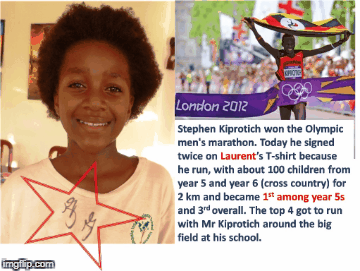 KIPROTICH
London 2012
Stephen Kiprotich won the Olympic
men's marathon. Today he signed
twice on Laurent's T-shirt because
he run, with about 100 children from
year 5 and year 6 (cross country) for
2 km and became 1st among year 5s
and 3rd overall. The top 4 got to run
with Mr Kiprotich around the big
field at his school.
imgflip.com